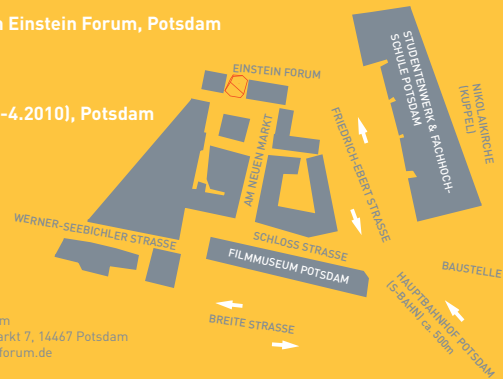 Einstein Forum, Potsdam
-4.2010), Potsdam
EINSTEIN FORUM
AM NEUEN MARKT
FRIEDRICH-EBERT STRASSE
STUDENTENWERK & FACHHOCH-
SCHULE POTSDAM
NIKOLAIKIRCHE
(KUPPEL)
WERNER-SEEBICHLER STRASSE
SCHLOSS STRASSE
FILMMUSEUM POTSDAM
BAUSTELLE
HAUPTBAHNHOF POTSDAM
(S-BAHN) ca. 500m
BREITE STRASSE
m
arkt 7, 14467 Potsdam
forum.de